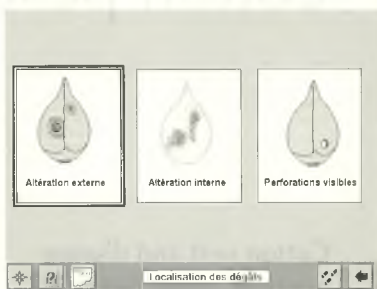 Altération externe
Altération interne
Perforations visibles
Localisation des dégâts